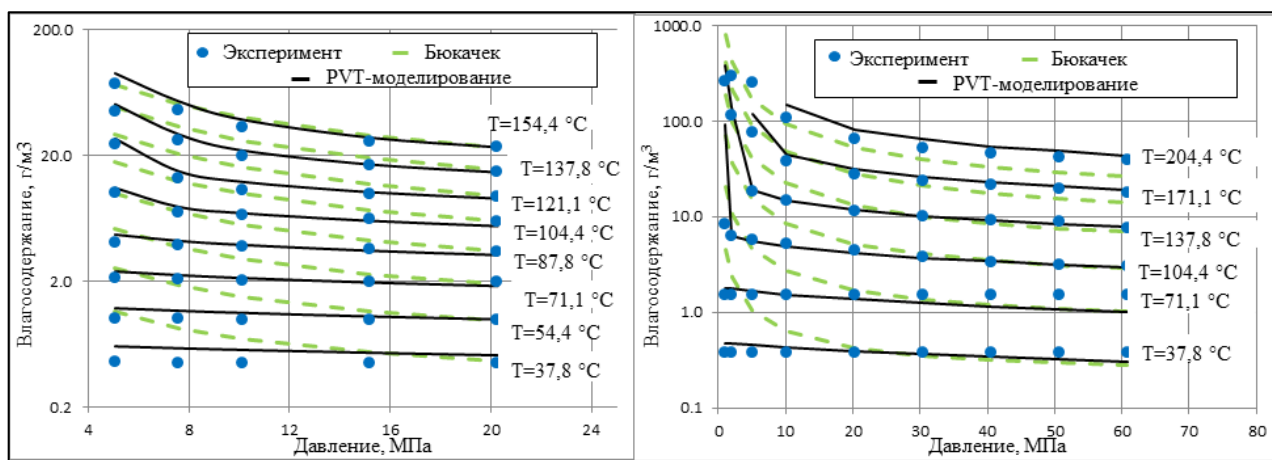 200.0
Эксперимент
Бюкачек
PVT-моделирование
20.0
2.0
0.2
Влагосодержание, г/м3
T=154,4 °C
T=137,8 °C
T=121,1 °C
T=104,4 °C
T=87,8 °C
T=71,1 °C
T=54,4 °C
T=37,8 °C
4 8 12 16 20 24
Давление, МПа
1000.0
Эксперимент
Бюкачек
PVT-моделирование
100.0
10.0
1.0
0.1
Влагосодержание, г/м³
T=204,4 °C
T=171,1 °C
T=137,8 °C
T=104,4 °C
T=71,1 °C
T=37,8 °C
0 10 20 30 40 50 60 70 80
Давление, МПа